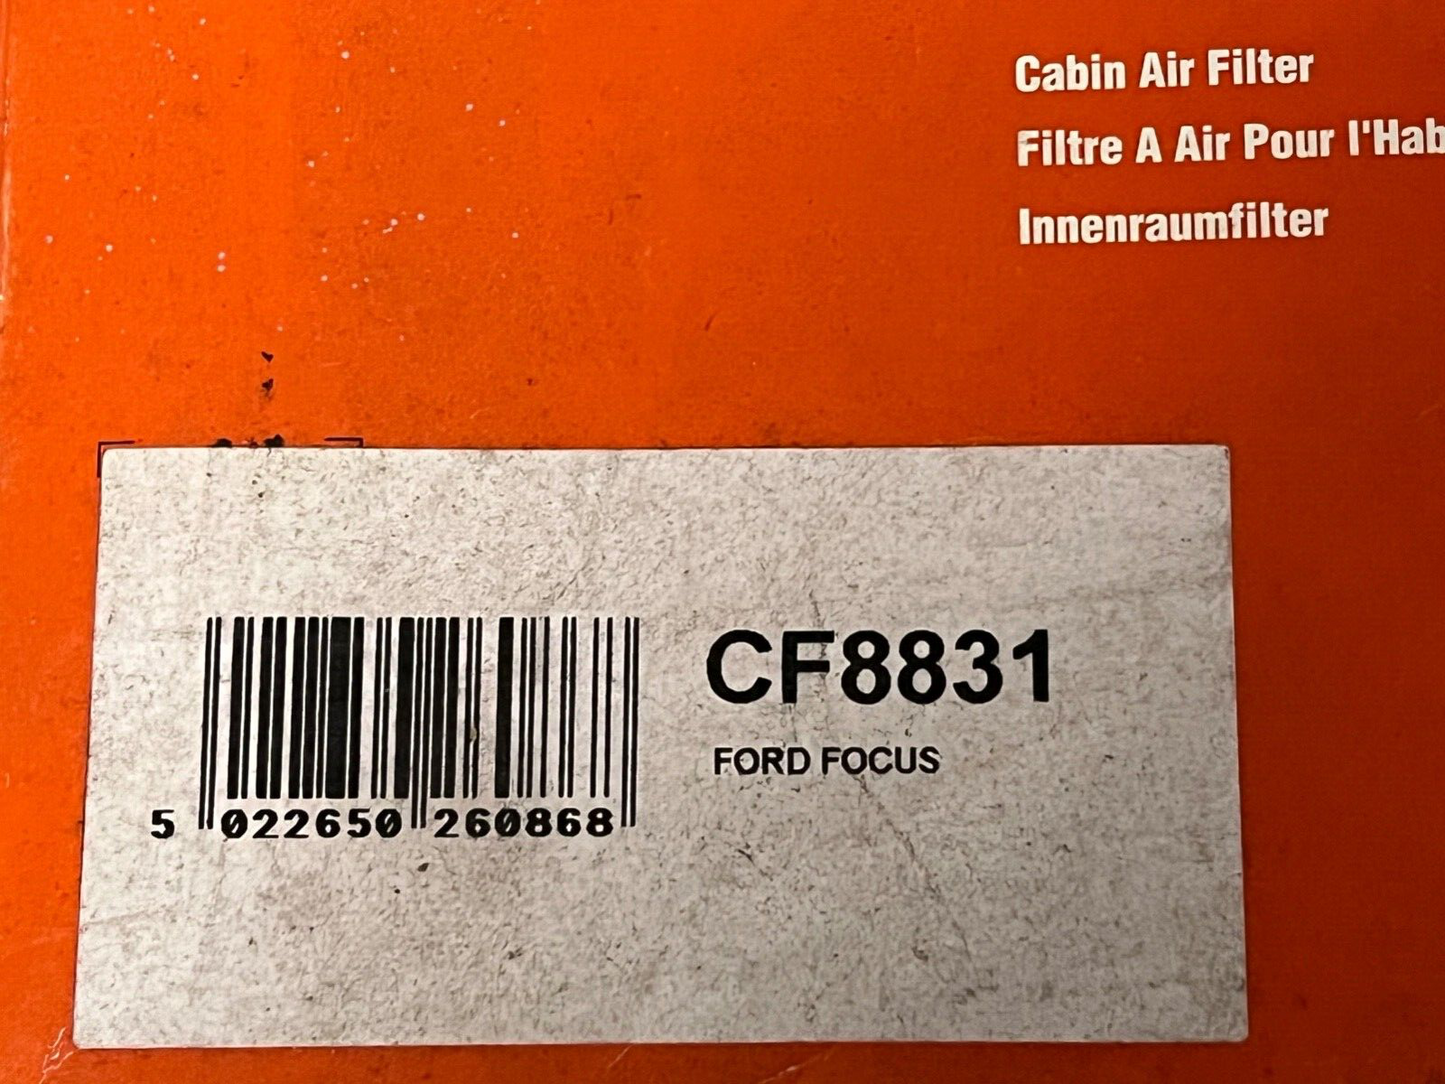 Cabin Air Filter
Filtre A Air Pour l'Hab
Innenraumfilter
CF8831
FORD FOCUS
5 022650 260868